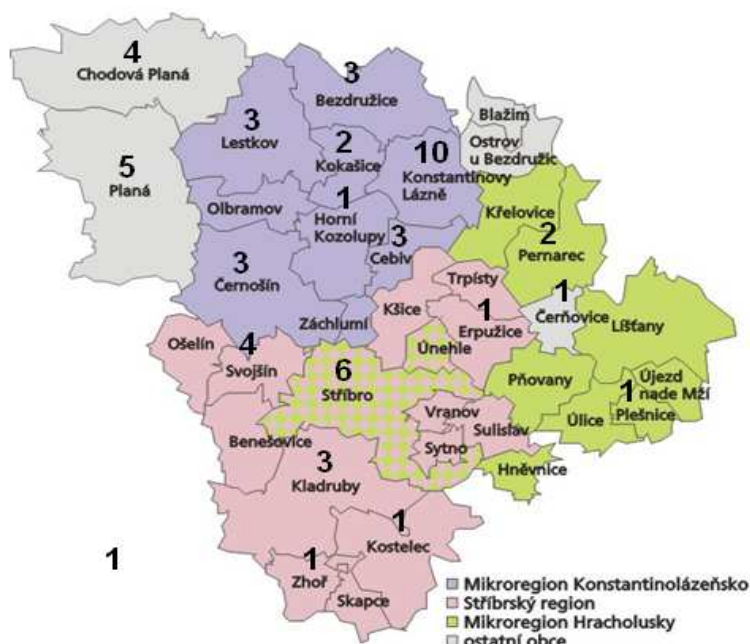 4
Chodová Planá
3
Bezdružice
3
Lestkov
2
Kokašice
10
Konstantinovy
Lázně
Blažim
Ostrov
u Bezdružic
5
Planá
Olbramov
1
Horní
Kozolupy
3
Cebiv
Křelovice
2
Pernarec
3
Černošín
Trpísty
1
Čerňovice
Líšťany
Záchlumí
Kšice
1
Erpužice
Ošelín
4
Svojšín
Únehle
6
Stříbro
Pňovany
1
Újezd
nade Mží
Plešnice
Úlice
Vranov
Sulislav
Benešovice
Sytno
Hněvnice
3
Kladruby
1
Kostelec
1
1
Zhoř
Skapce
Mikroregion Konstantinolázeňsko
Stříbrský region
Mikroregion Hracholusky
ostatní obce